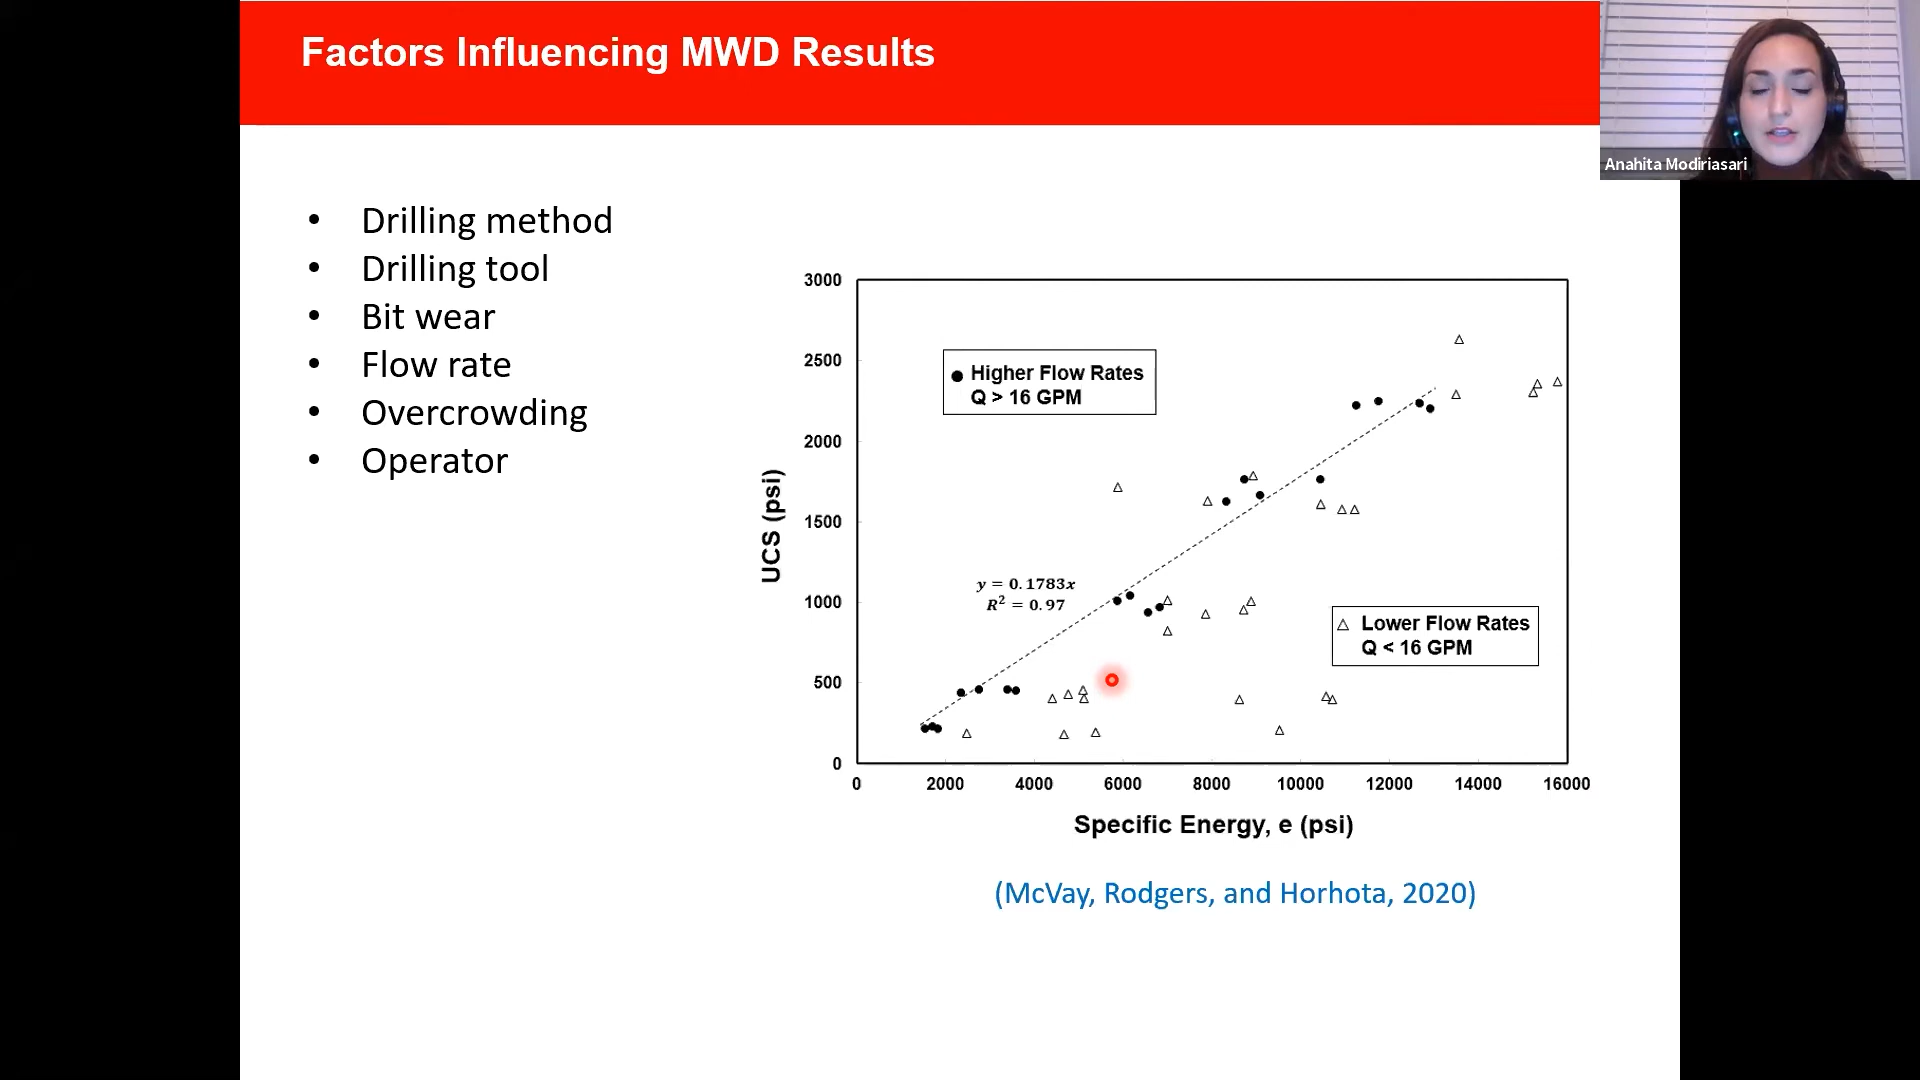 Factors Influencing MWD Results
Anahita Modiriasari
• Drilling method
• Drilling tool
• Bit wear
• Flow rate
• Overcrowding
• Operator
3000
2500
2000
1500
1000
500
0
UCS (psi)
Higher Flow Rates
Q > 16 GPM
y = 0.1783x
R² = 0.97
Lower Flow Rates
Q < 16 GPM
0 2000 4000 6000 8000 10000 12000 14000 16000
Specific Energy, e (psi)
(McVay, Rodgers, and Horhota, 2020)